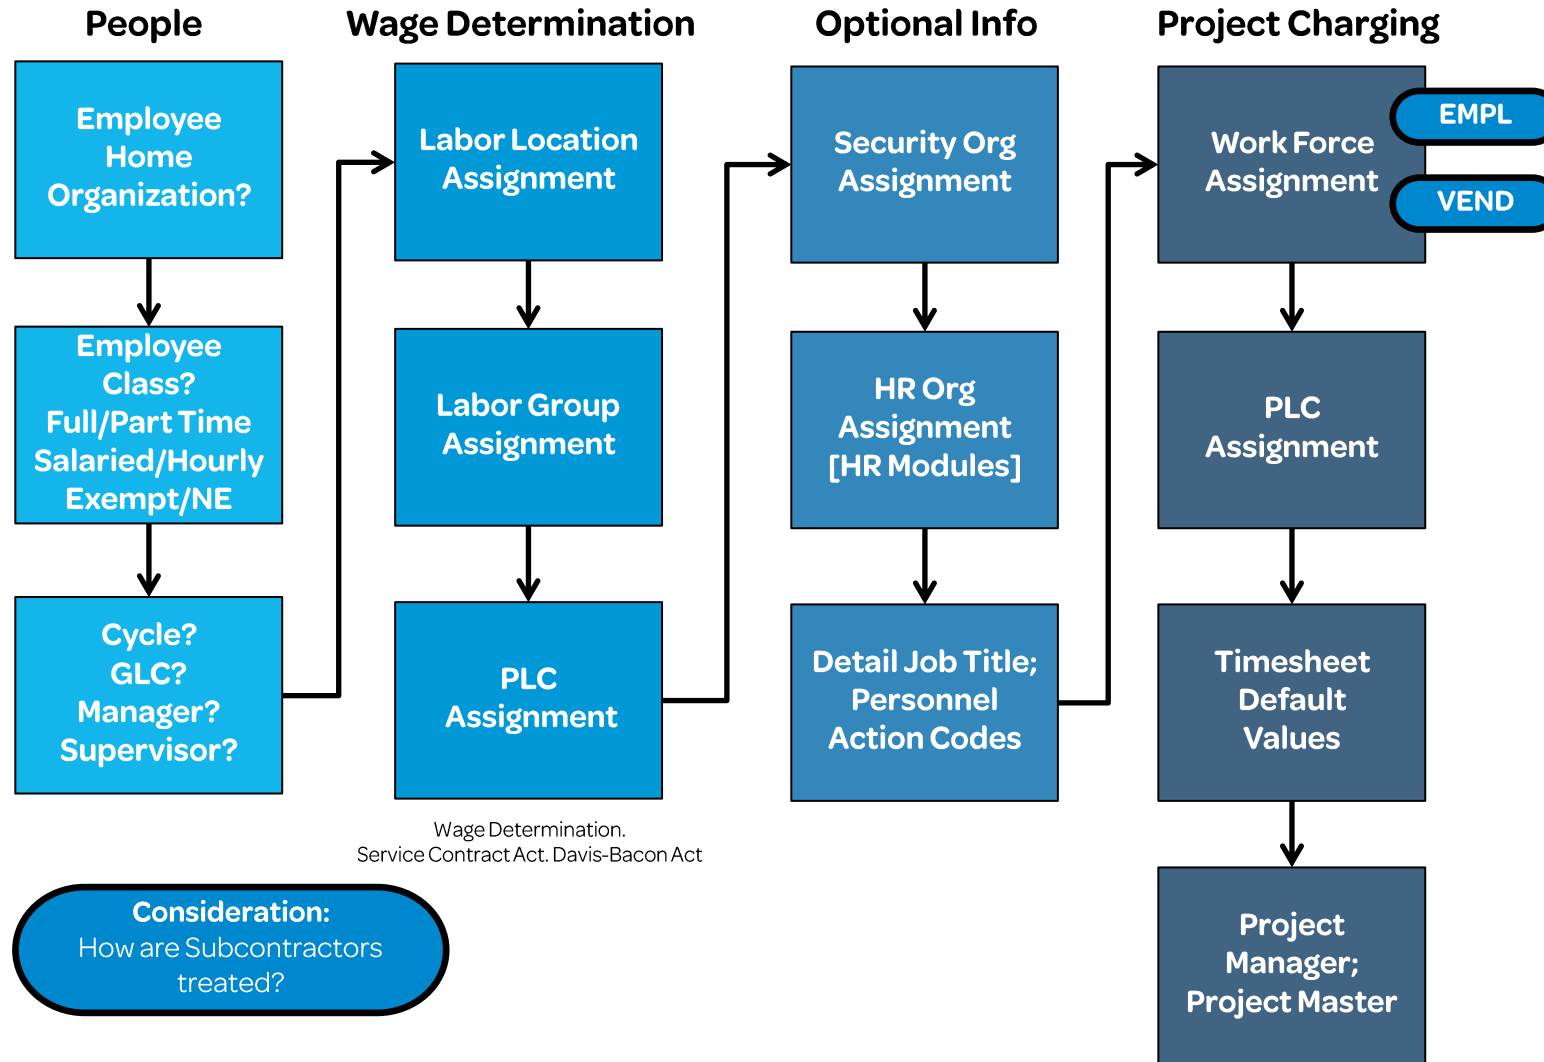 People
Employee
Home
Organization?
Employee
Class?
Full/Part Time
Salaried/Hourly
Exempt/NE
Cycle?
GLC?
Manager?
Supervisor?
Wage Determination
Labor Location
Assignment
Labor Group
Assignment
PLC
Assignment
Wage Determination.
Service Contract Act. Davis-Bacon Act
Optional Info
Security Org
Assignment
HR Org
Assignment
[HR Modules]
Detail Job Title;
Personnel
Action Codes
Project Charging
Work Force
Assignment
EMPL
VEND
PLC
Assignment
Timesheet
Default
Values
Project
Manager;
Project Master
Consideration:
How are Subcontractors
treated?